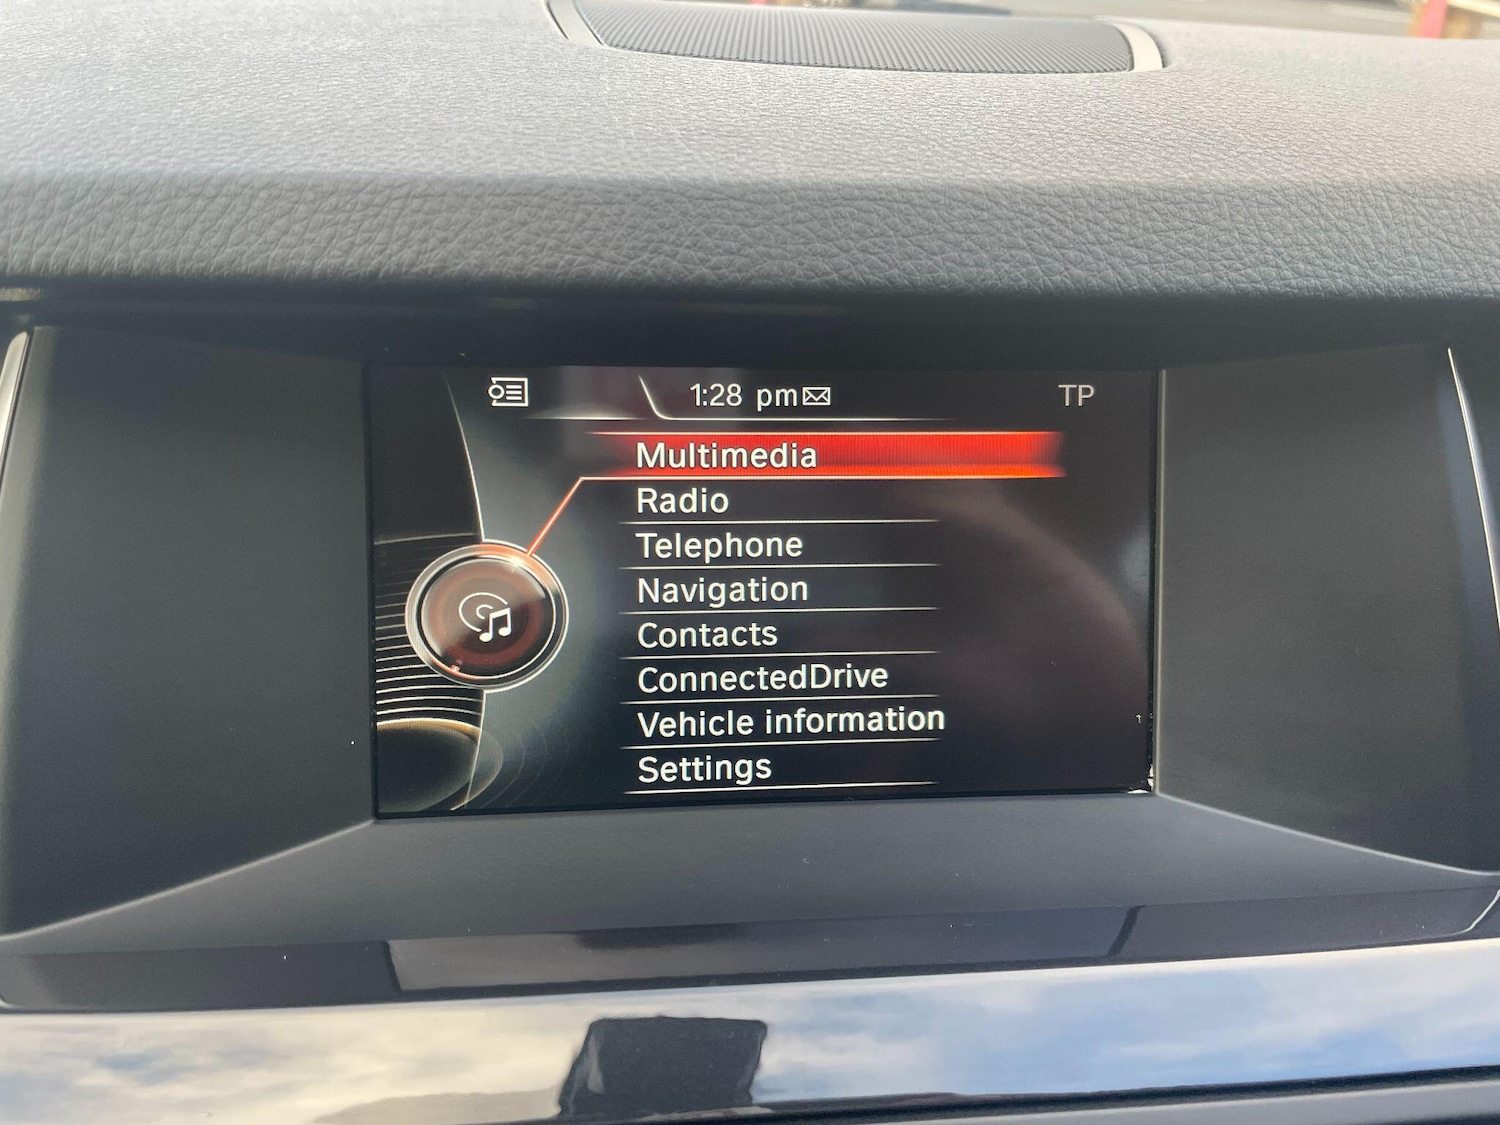 1:28 pm
TP
Multimedia
Radio
Telephone
Navigation
Contacts
ConnectedDrive
Vehicle information
Settings